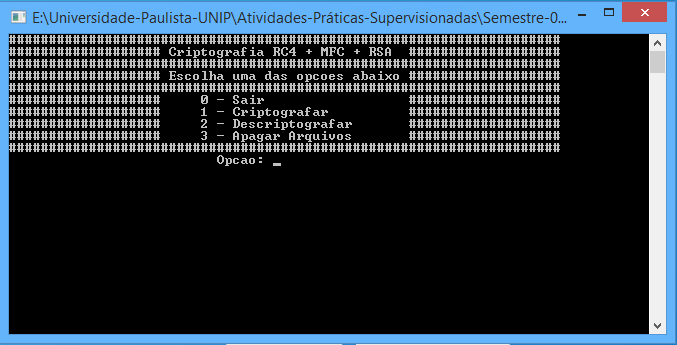 E:\Universidade-Paulista-UNIP\Atividades-Práticas-Supervisionadas\Semestre-0...
#####################################################################
################### Criptografia RC4 + MFC + RSA  ###################
#####################################################################
################### Escolha uma das opcoes abaixo ###################
#####################################################################
###################     0 - Sair                  ###################
###################     1 - Criptografar          ###################
###################     2 - Descriptografar       ###################
###################     3 - Apagar Arquivos       ###################
#####################################################################
Opcao: _